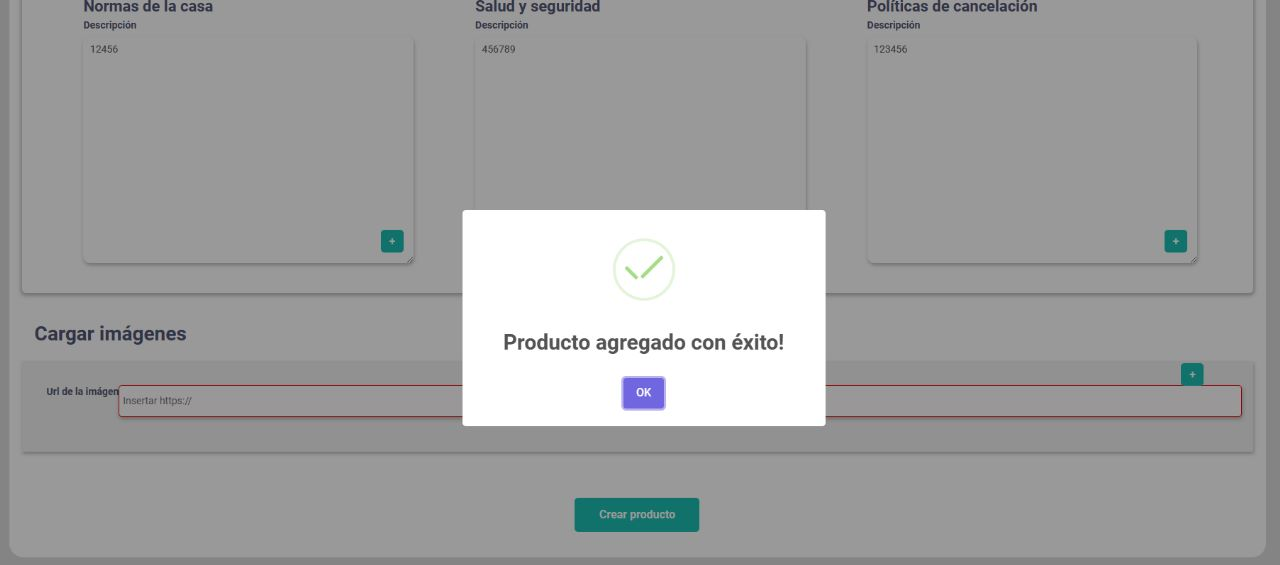 Normas de la casa
Salud y seguridad
Políticas de cancelación
Descripción
Descripción
Descripción
12456
456789
123456
+
+
Producto agregado con éxito!
OK
Cargar imágenes
+
Url de la imágen
Insertar https://
Crear producto